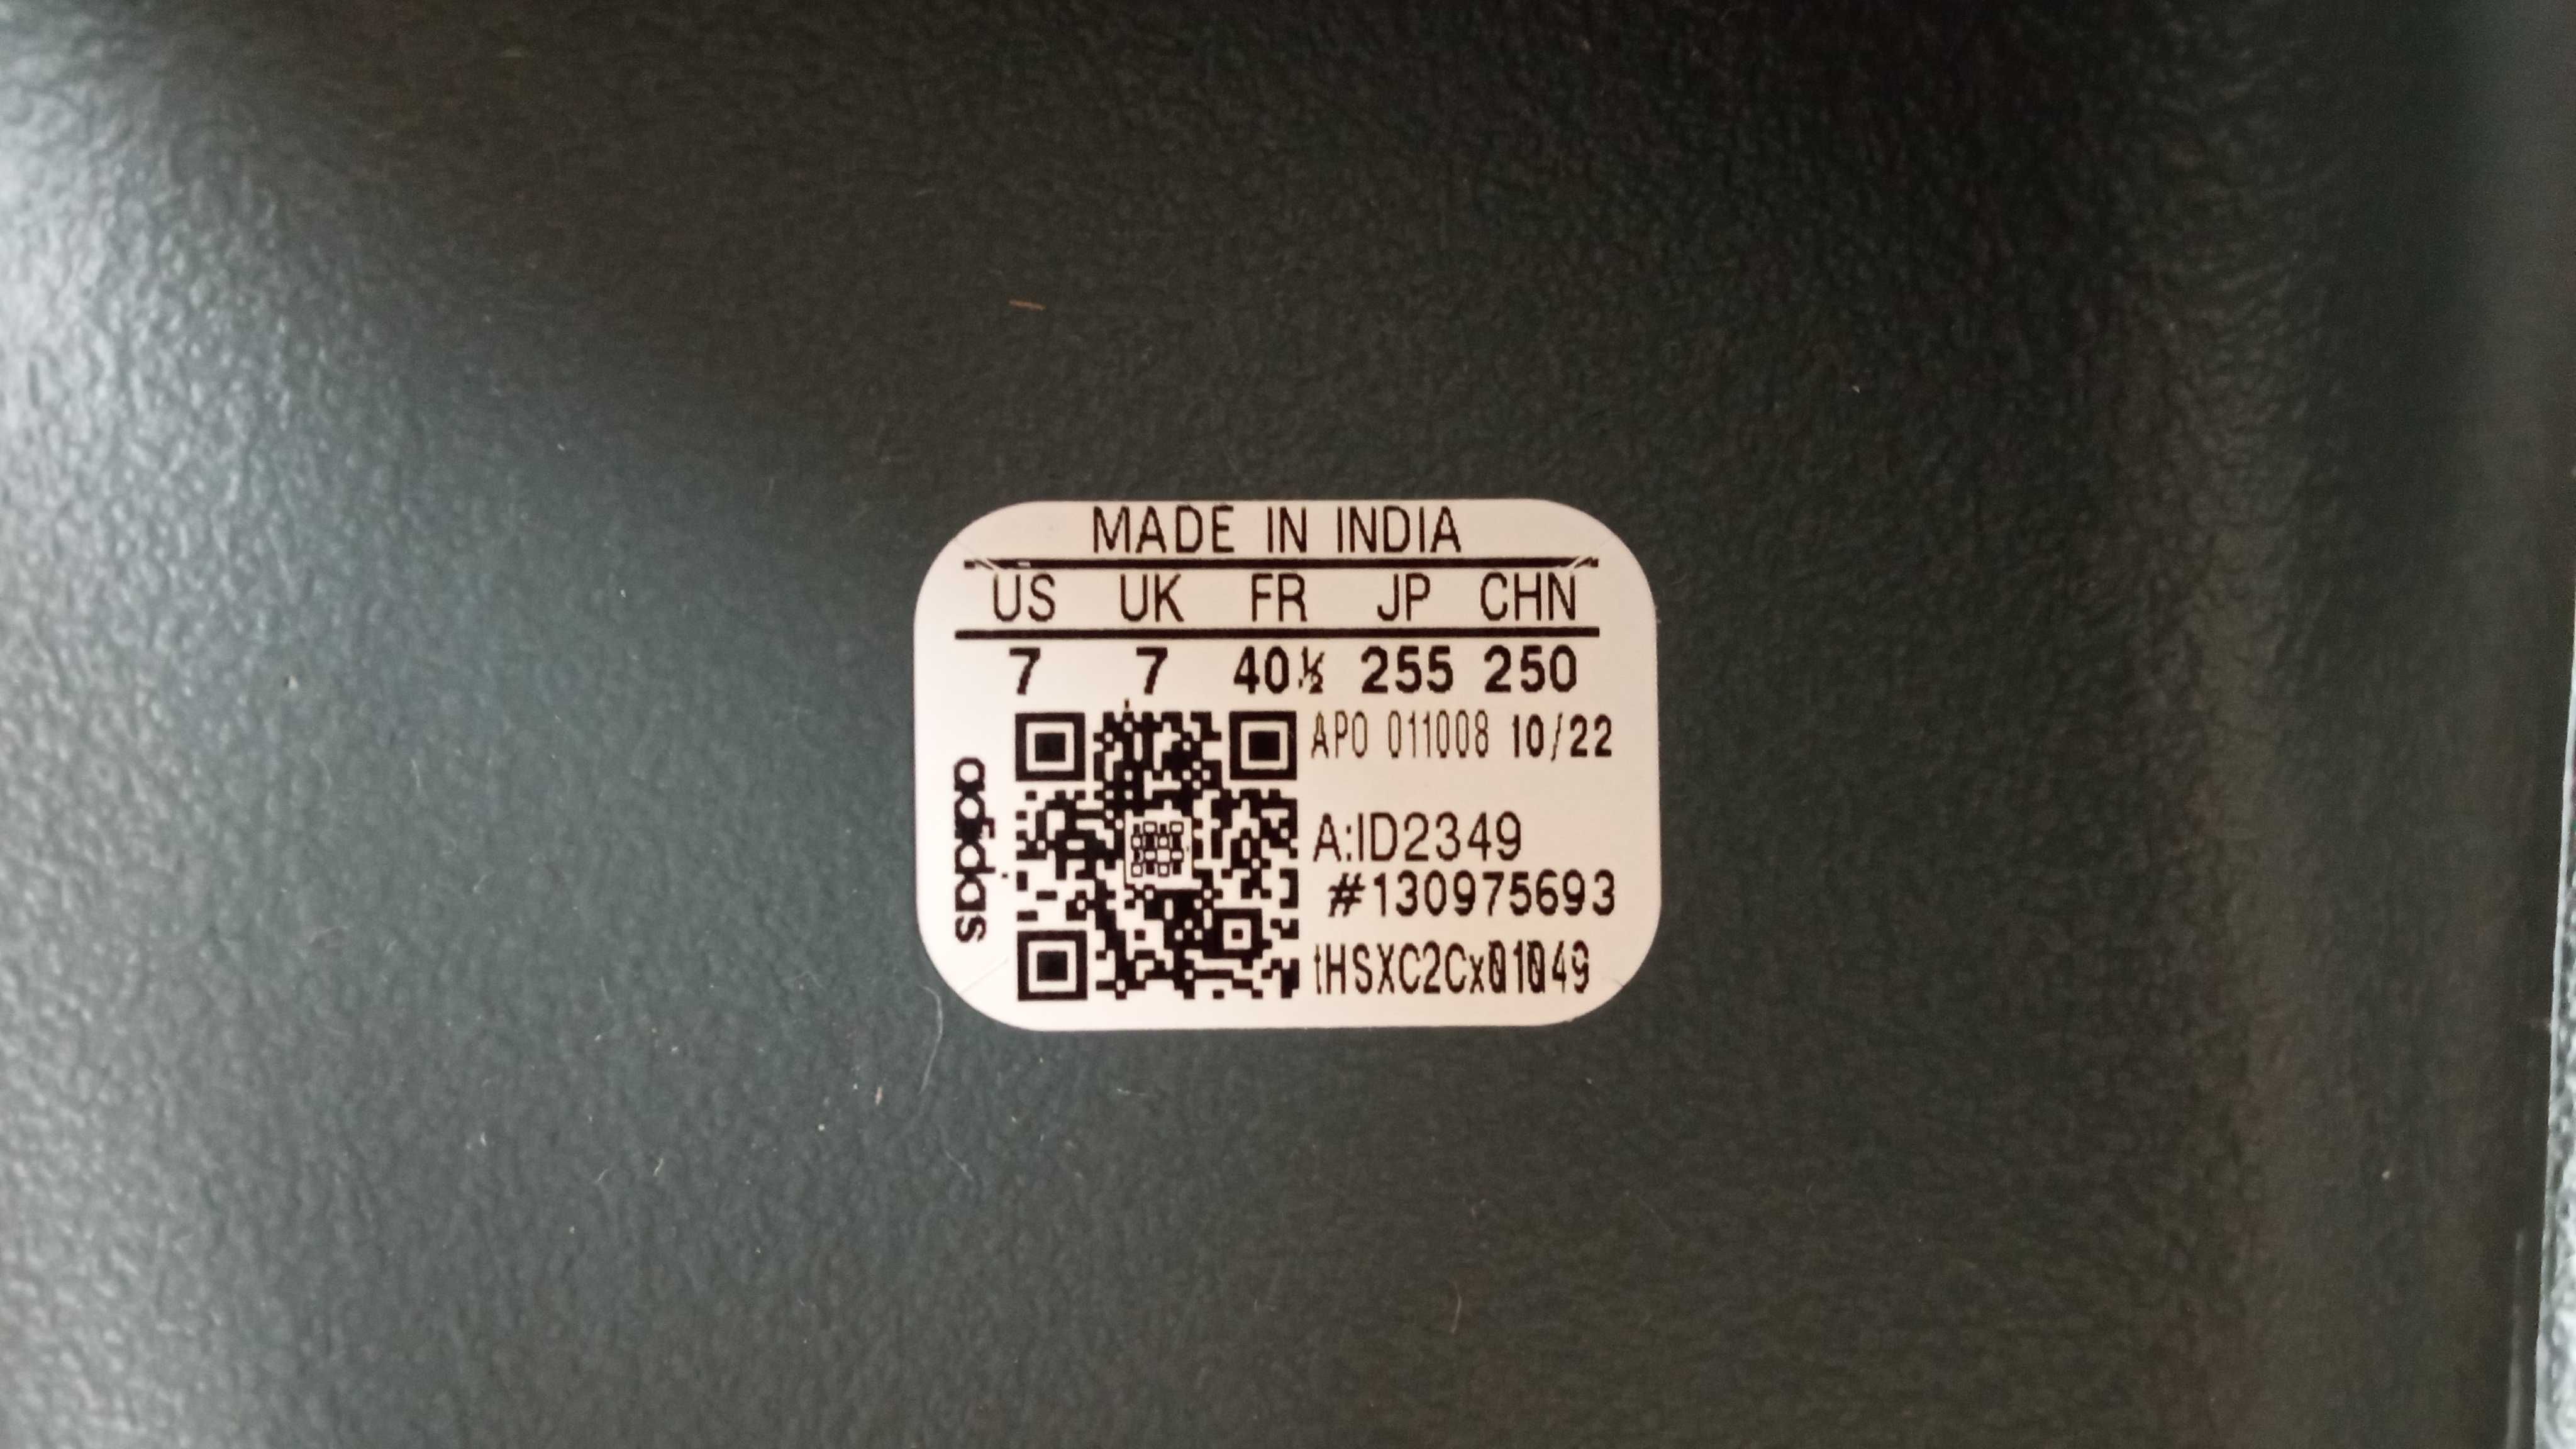 MADE IN INDIA
US UK FR JP CHN
7 7 40½ 255 250
APO 011008 10/22
adidas
A:ID2349
#130975693
tHSXC2Cx01049